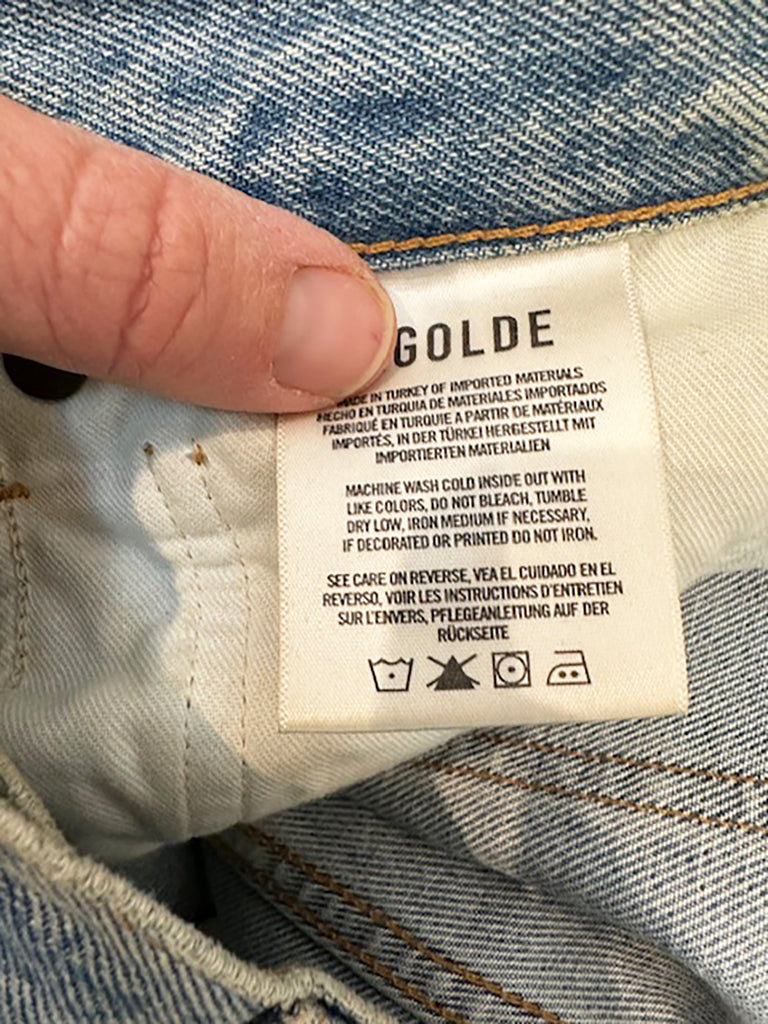 GOLDE
MADE IN TURKEY OF IMPORTED MATERIALS
HECHO EN TURQUIA DE MATERIALES IMPORTADOS
FABRIQUÉ EN TURQUIE A PARTIR DE MATÉRIAUX
IMPORTÉS, IN DER TÜRKEI HERGESTELLT MIT
IMPORTIERTEN MATERIALIEN
MACHINE WASH COLD INSIDE OUT WITH
LIKE COLORS, DO NOT BLEACH, TUMBLE
DRY LOW, IRON MEDIUM IF NECESSARY,
IF DECORATED OR PRINTED DO NOT IRON.
SEE CARE ON REVERSE, VEA EL CUIDADO EN EL
REVERSO, VOIR LES INSTRUCTIONS D'ENTRETIEN
SUR L'ENVERS, PFLEGEANLEITUNG AUF DER
RÜCKSEITE